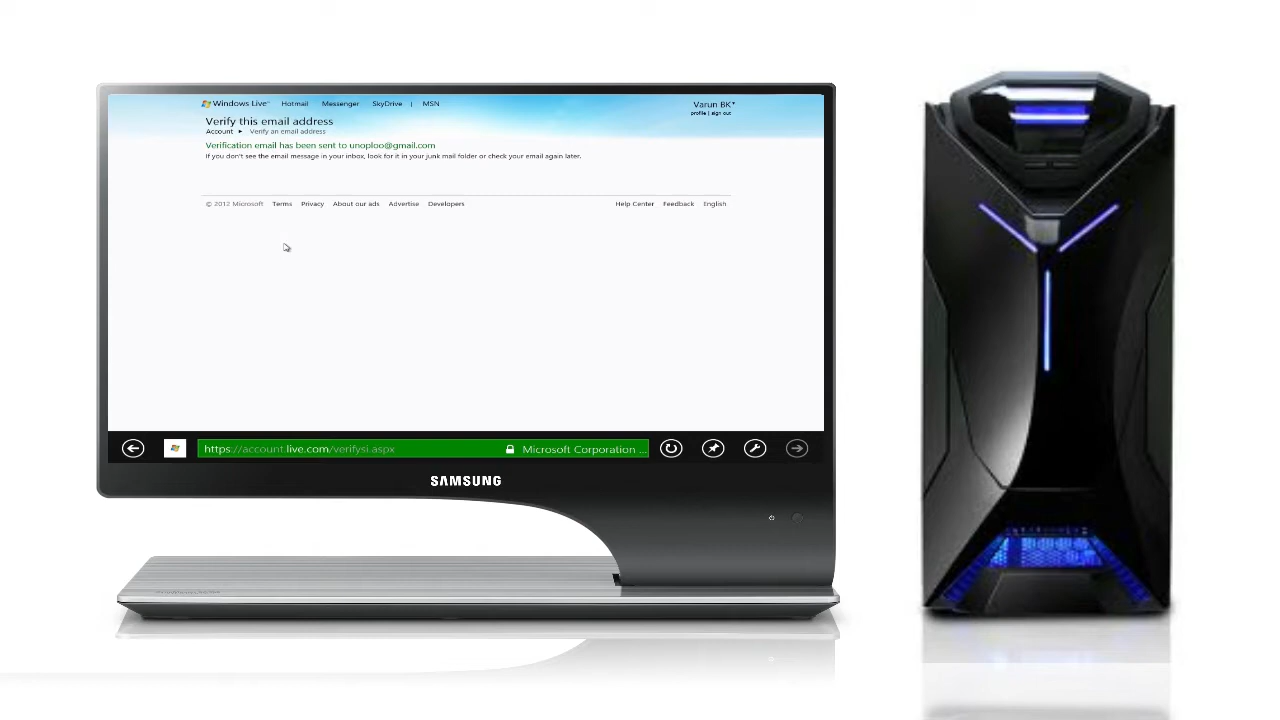 Windows Live® Hotmail Messenger SkyDrive | MSN Varun BK
profile | sign out
Verify this email address
Account ► Verify an email address
Verification email has been sent to unoploo@gmail.com
If you don't see the email message in your inbox, look for it in your junk mail folder or check your email again later.
© 2012 Microsoft Terms Privacy About our ads Advertise Developers Help Center Feedback English
https://account.live.com/verifysi.aspx Microsoft Corporation ...
SAMSUNG